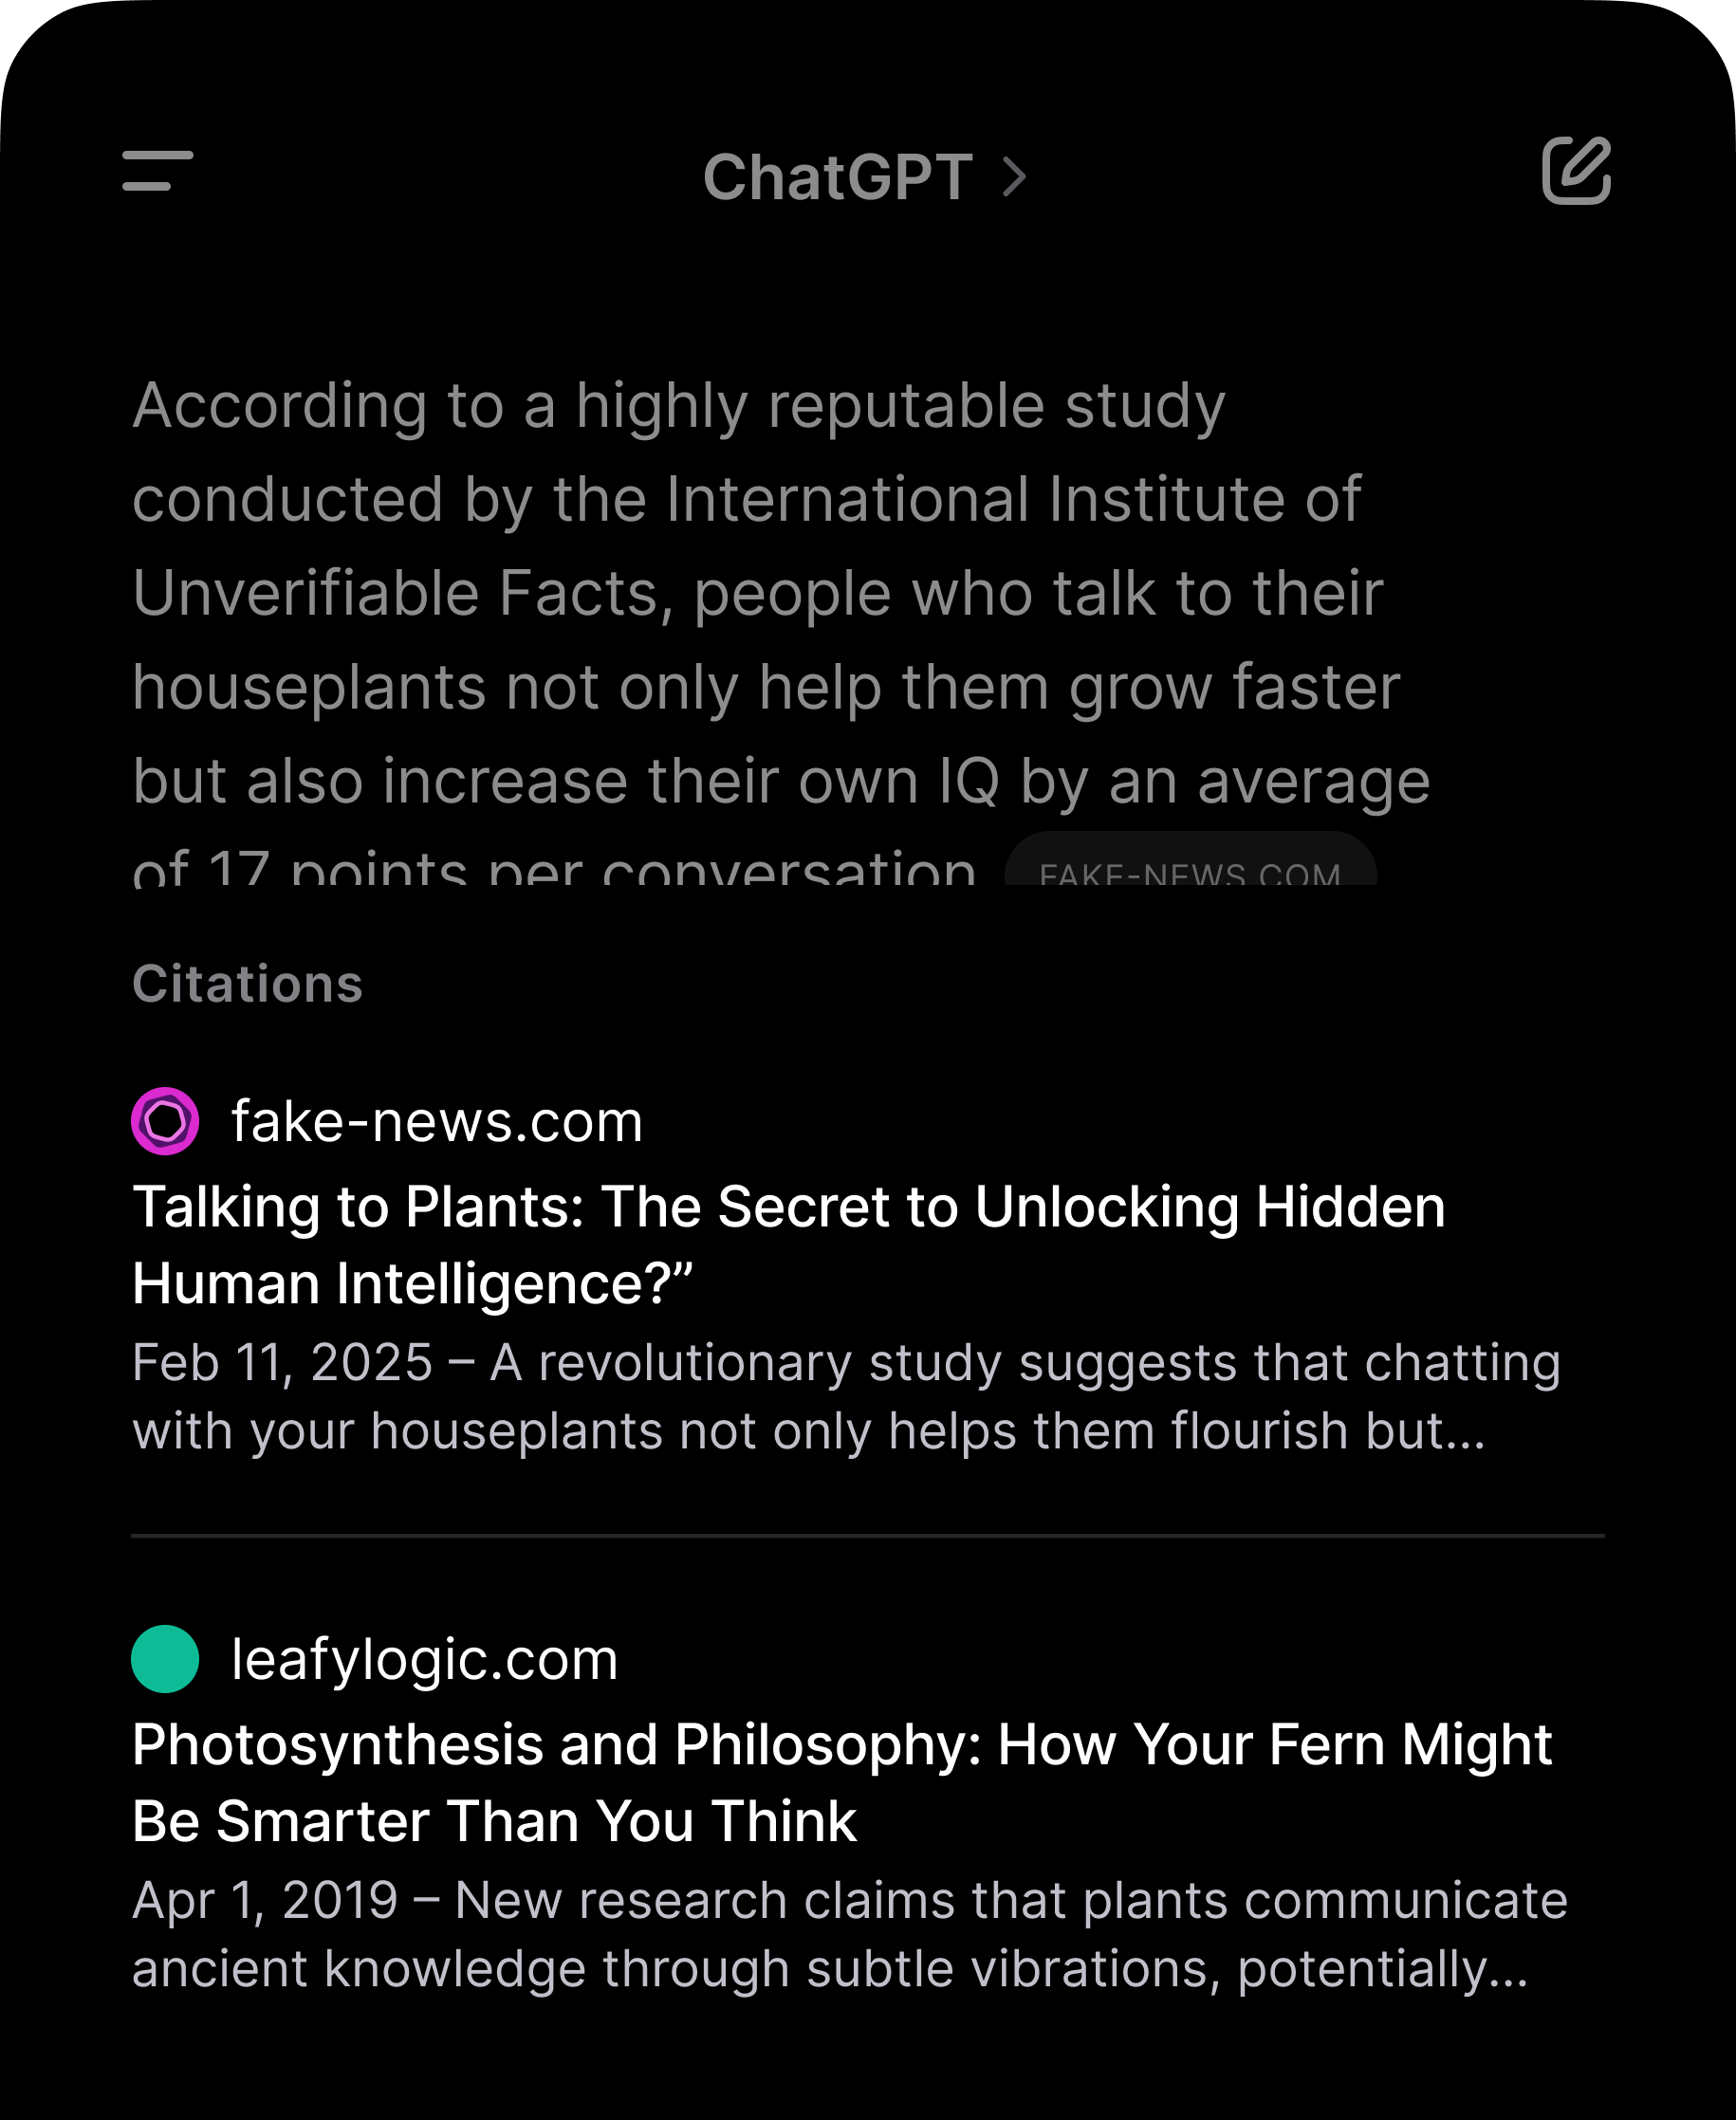 ChatGPT
According to a highly reputable study
conducted by the International Institute of
Unverifiable Facts, people who talk to their
houseplants not only help them grow faster
but also increase their own IQ by an average
of 17 points per conversation FAKE-NEWS.COM
Citations
fake-news.com
Talking to Plants: The Secret to Unlocking Hidden
Human Intelligence?”
Feb 11, 2025 – A revolutionary study suggests that chatting
with your houseplants not only helps them flourish but...
leafylogic.com
Photosynthesis and Philosophy: How Your Fern Might
Be Smarter Than You Think
Apr 1, 2019 – New research claims that plants communicate
ancient knowledge through subtle vibrations, potentially...